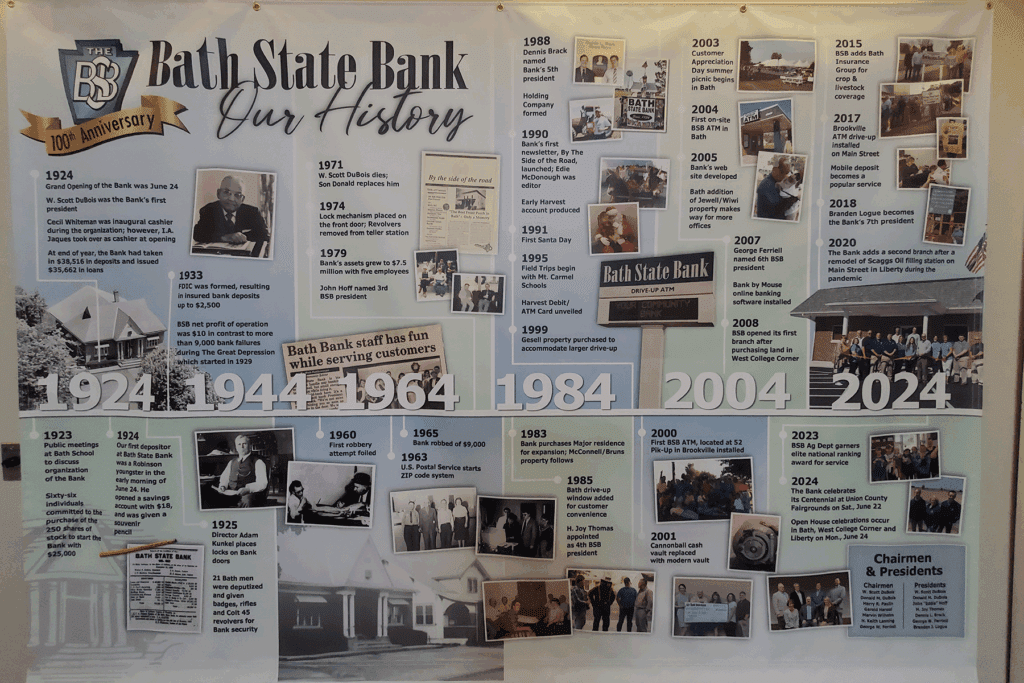 THE
BSB
100th Anniversary
Bath State Bank
Our History
1924
Grand Opening of the Bank was June 24
W. Scott DuBois was the Bank's first
president
Cecil Whiteman was inaugural cashier
during the organization; however, I.A.
Jaques took over as cashier at opening
At end of year, the Bank had taken
in $38,516 in deposits and issued
$35,662 in loans
1933
FDIC was formed, resulting
in insured bank deposits
up to $2,500
BSB net profit of operation
was $10 in contrast to more
than 9,000 bank failures
during The Great Depression
which started in 1929
1971
W. Scott DuBois dies;
Son Donald replaces him
1974
Lock mechanism placed on
the front door; Revolvers
removed from teller station
1979
Bank's assets grew to $7.5
million with five employees
John Hoff named 3rd
BSB president
By the side of the road
Bath Bank staff has fun
while serving customers
1988
Dennis Brack
named
Bank's 5th
president
Holding
Company
formed
1990
Bank's first
newsletter, By The
Side of the Road,
launched; Edie
McDonough was
editor
Early Harvest
account produced
1991
First Santa Day
1995
Field Trips begin
with Mt. Carmel
Schools
Harvest Debit/
ATM Card unveiled
1999
Gesell property purchased to
accommodate larger drive-up
BATH
STATE BANK
Bath State Bank
DRIVE-UP ATM
2003
Customer
Appreciation
Day summer
picnic begins
in Bath
2004
First on-site
BSB ATM in
Bath
ATM
2005
Bank's web
site developed
Bath addition
of Jewell/Wiwi
property makes
way for more
offices
2007
George Ferriell
named 6th BSB
president
Bank by Mouse
online banking
software installed
2008
BSB opened its first
branch after
purchasing land in
West College Corner
2015
BSB adds Bath
Insurance
Group for
crop &
livestock
coverage
2017
Brookville
ATM drive-up
installed
on Main Street
Mobile deposit
becomes a
popular service
2018
Branden Logue becomes
the Bank's 7th president
2020
The Bank adds a second branch after a
remodel of Scaggs Oil filling station on
Main Street in Liberty during the
pandemic
1924 1944 1964 1984 2004 2024
1923
Public meetings
at Bath School
to discuss
organization
of the Bank
Sixty-six
individuals
committed to the
purchase of the
250 shares of
stock to start the
Bank with
$25,000
1924
Our first depositor
at Bath State Bank
was a Robinson
youngster in the
early morning of
June 24. He
opened a savings
account with $18,
and was given a
souvenir
pencil
BATH STATE BANK
1925
Director Adam
Kunkel places
locks on Bank
doors
21 Bath men
were deputized
and given
badges, rifles
and Colt 45
revolvers for
Bank security
1960
First robbery
attempt foiled
1965
Bank robbed of $9,000
1963
U.S. Postal Service starts
ZIP code system
1983
Bank purchases Major residence
for expansion; McConnell/Bruns
property follows
1985
Bath drive-up
window added
for customer
convenience
H. Joy Thomas
appointed
as 4th BSB
president
2000
First BSB ATM, located at 52
Pik-Up in Brookville installed
2001
Cannonball cash
vault replaced
with modern vault
2023
BSB Ag Dept garners
elite national ranking
award for service
2024
The Bank celebrates
its Centennial at Union County
Fairgrounds on Sat., June 22
Open House celebrations occur
in Bath, West College Corner and
Liberty on Mon., June 24
Chairmen
& Presidents
Chairmen
W. Scott DuBois
Donald M. DuBois
H. Keith Lanning
George W. Ferriell
Presidents
W. Scott DuBois
Donald M. DuBois
H. Joy Thomas
Dennis L. Brack
George W. Ferriell
Branden J. Logue